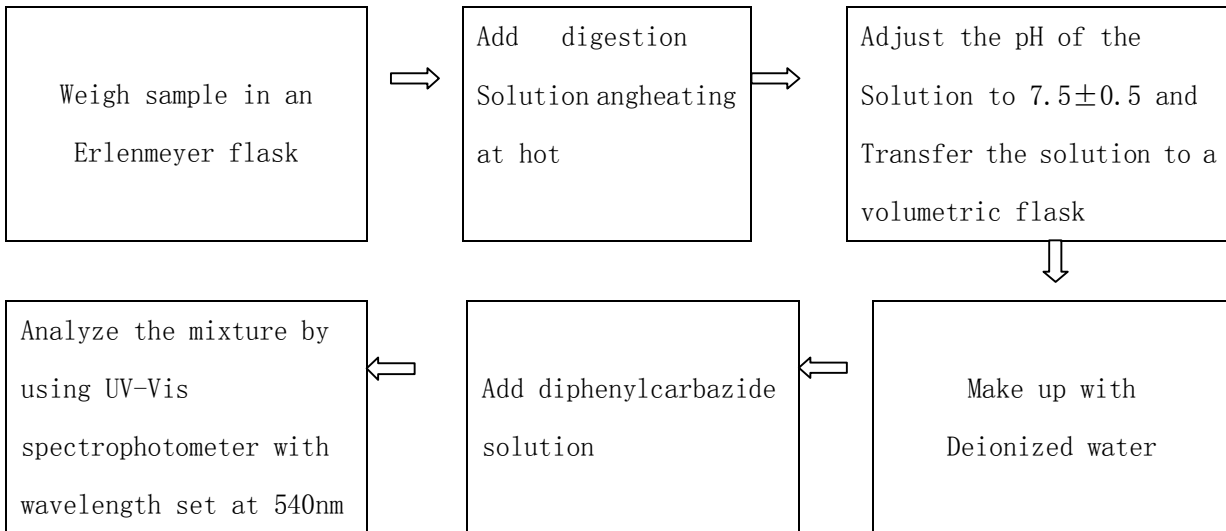 Weigh sample in an
Erlenmeyer flask
Add digestion
Solution angheating
at hot
Adjust the pH of the
Solution to 7.5±0.5 and
Transfer the solution to a
volumetric flask
Make up with
Deionized water
Add diphenylcarbazide
solution
Analyze the mixture by
using UV-Vis
spectrophotometer with
wavelength set at 540nm